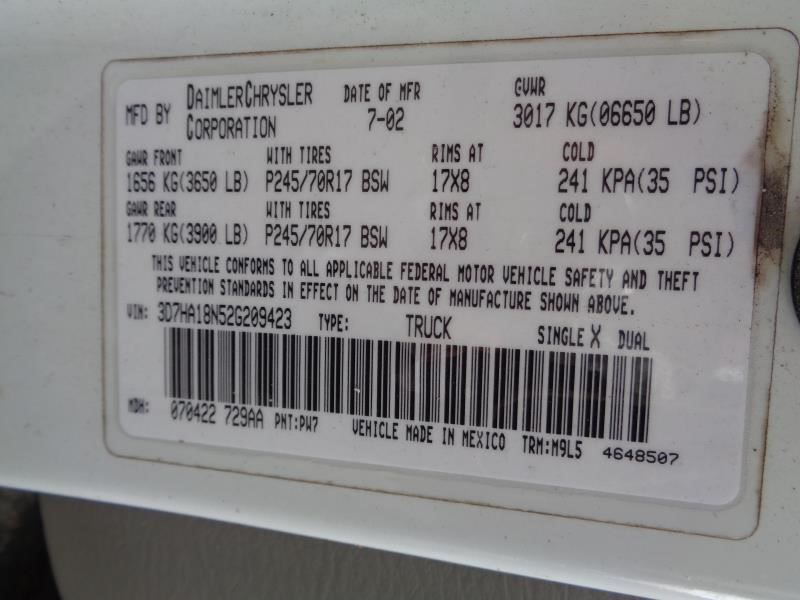 MFD BY DAIMLERCHRYSLER CORPORATION DATE OF MFR 7-02 GVWR 3017 KG(06650 LB)
GAWR FRONT WITH TIRES RIMS AT COLD
1656 KG(3650 LB) P245/70R17 BSW 17X8 241 KPA(35 PSI)
GAWR REAR WITH TIRES RIMS AT COLD
1770 KG(3900 LB) P245/70R17 BSW 17X8 241 KPA(35 PSI)
THIS VEHICLE CONFORMS TO ALL APPLICABLE FEDERAL MOTOR VEHICLE SAFETY AND THEFT
PREVENTION STANDARDS IN EFFECT ON THE DATE OF MANUFACTURE SHOWN ABOVE.
VIN: 3D7HA18N52G209423 TYPE: TRUCK SINGLE X DUAL
MDH: 070422 729AA PNT:PW7 VEHICLE MADE IN MEXICO TRM:M9L5 4648507